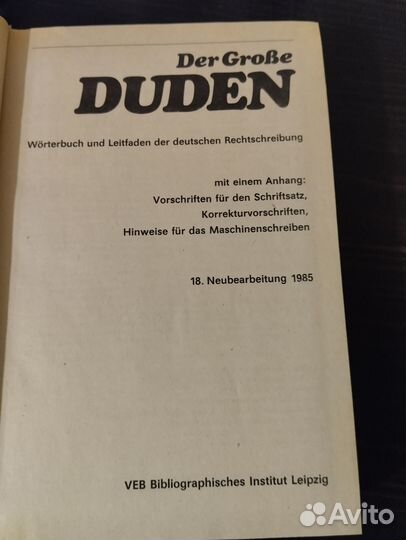 Der Große
DUDEN
Wörterbuch und Leitfaden der deutschen Rechtschreibung
mit einem Anhang:
Vorschriften für den Schriftsatz,
Korrekturvorschriften,
Hinweise für das Maschinenschreiben
18. Neubearbeitung 1985
VEB Bibliographisches Institut Leipzig
Avito